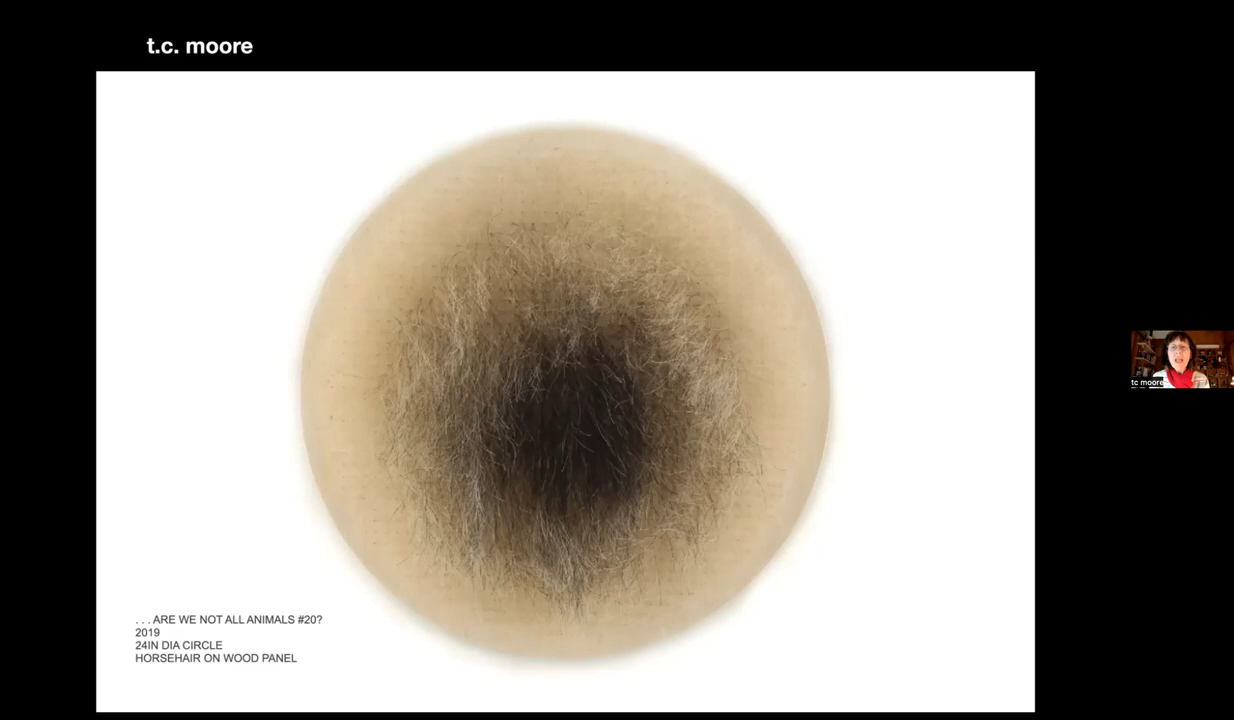 t.c. moore
. . . ARE WE NOT ALL ANIMALS #20?
2019
24IN DIA CIRCLE
HORSEHAIR ON WOOD PANEL
tc moore